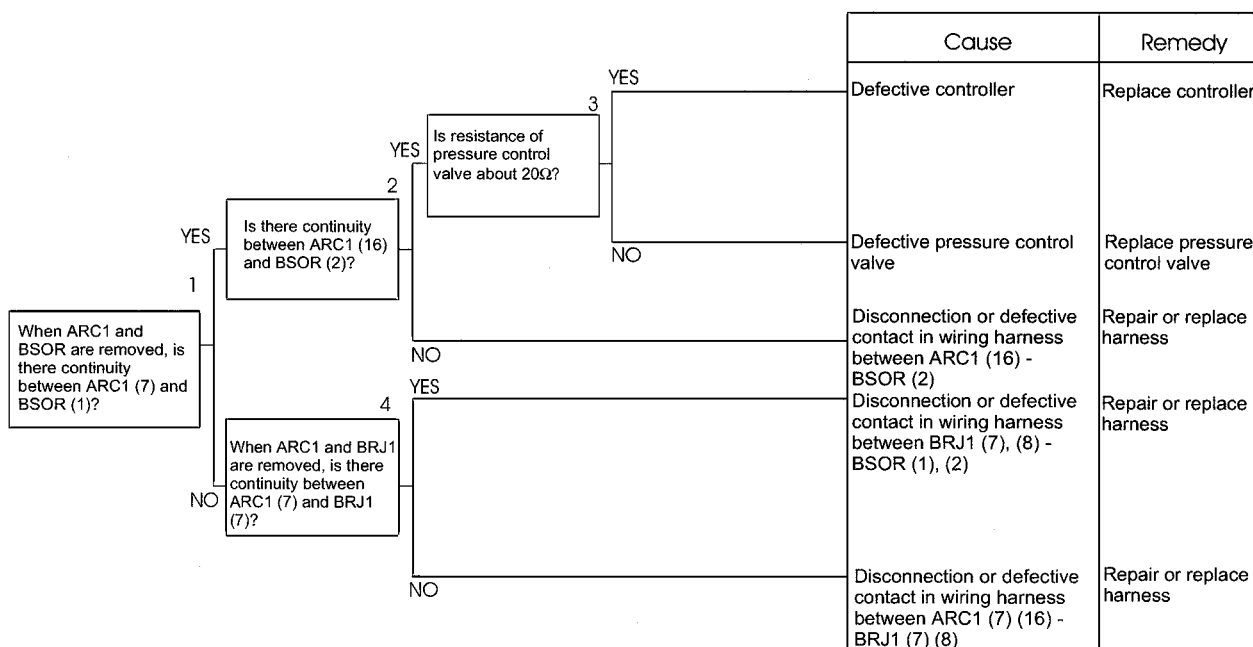 Cause
Remedy
YES
Defective controller
Replace controller
3
Is resistance of
pressure control
valve about 20Ω?
YES
2
NO
Defective pressure control
valve
Replace pressure
control valve
Is there continuity
between ARC1 (16)
and BSOR (2)?
YES
1
NO
Disconnection or defective
contact in wiring harness
between ARC1 (16) -
BSOR (2)
Repair or replace
harness
When ARC1 and
BSOR are removed, is
there continuity
between ARC1 (7) and
BSOR (1)?
YES
4
Disconnection or defective
contact in wiring harness
between BRJ1 (7), (8) -
BSOR (1), (2)
Repair or replace
harness
When ARC1 and BRJ1
are removed, is there
continuity between
ARC1 (7) and BRJ1
(7)?
NO
NO
Disconnection or defective
contact in wiring harness
between ARC1 (7) (16) -
BRJ1 (7) (8)
Repair or replace
harness